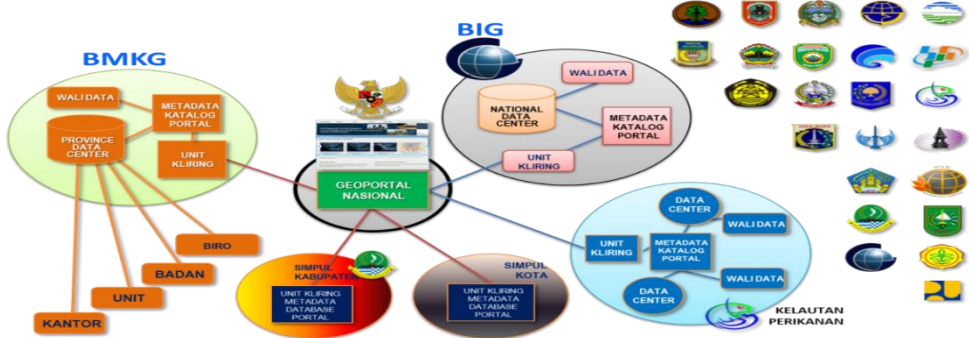 BMKG
WALI DATA
PROVINCE
DATA
CENTER
METADATA
KATALOG
PORTAL
UNIT
KLIRING
BIRO
BADAN
UNIT
KANTOR
GEOPORTAL
NASIONAL
BIG
WALI DATA
NATIONAL
DATA
CENTER
METADATA
KATALOG
PORTAL
UNIT
KLIRING
SIMPUL
KABUPATEN
UNIT KLIRING
METADATA
DATABASE
PORTAL
SIMPUL
KOTA
UNIT KLIRING
METADATA
DATABASE
PORTAL
DATA
CENTER
WALI DATA
UNIT
KLIRING
METADATA
KATALOG
PORTAL
WALI DATA
DATA
CENTER
KELAUTAN
PERIKANAN